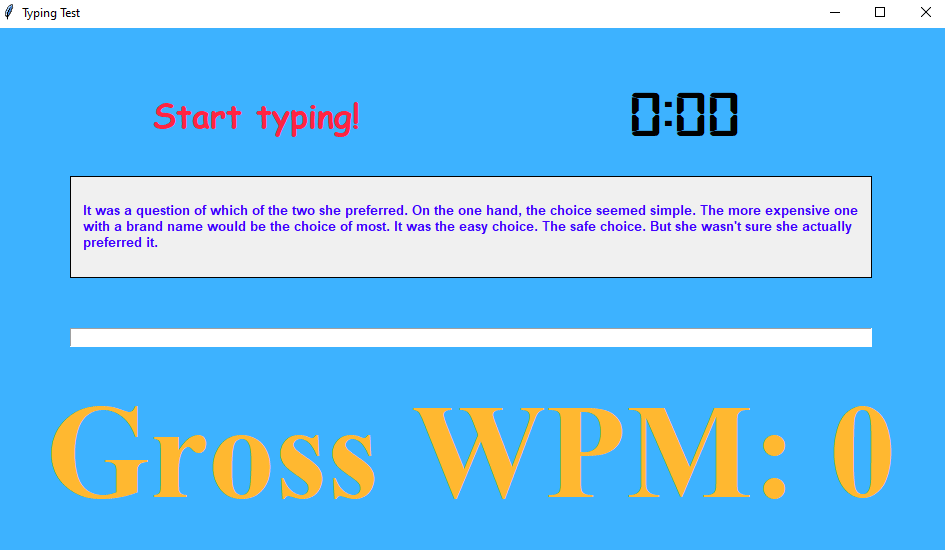 Typing Test
Start typing!
0:00
It was a question of which of the two she preferred. On the one hand, the choice seemed simple. The more expensive one
with a brand name would be the choice of most. It was the easy choice. The safe choice. But she wasn't sure she actually
preferred it.
Gross WPM: 0